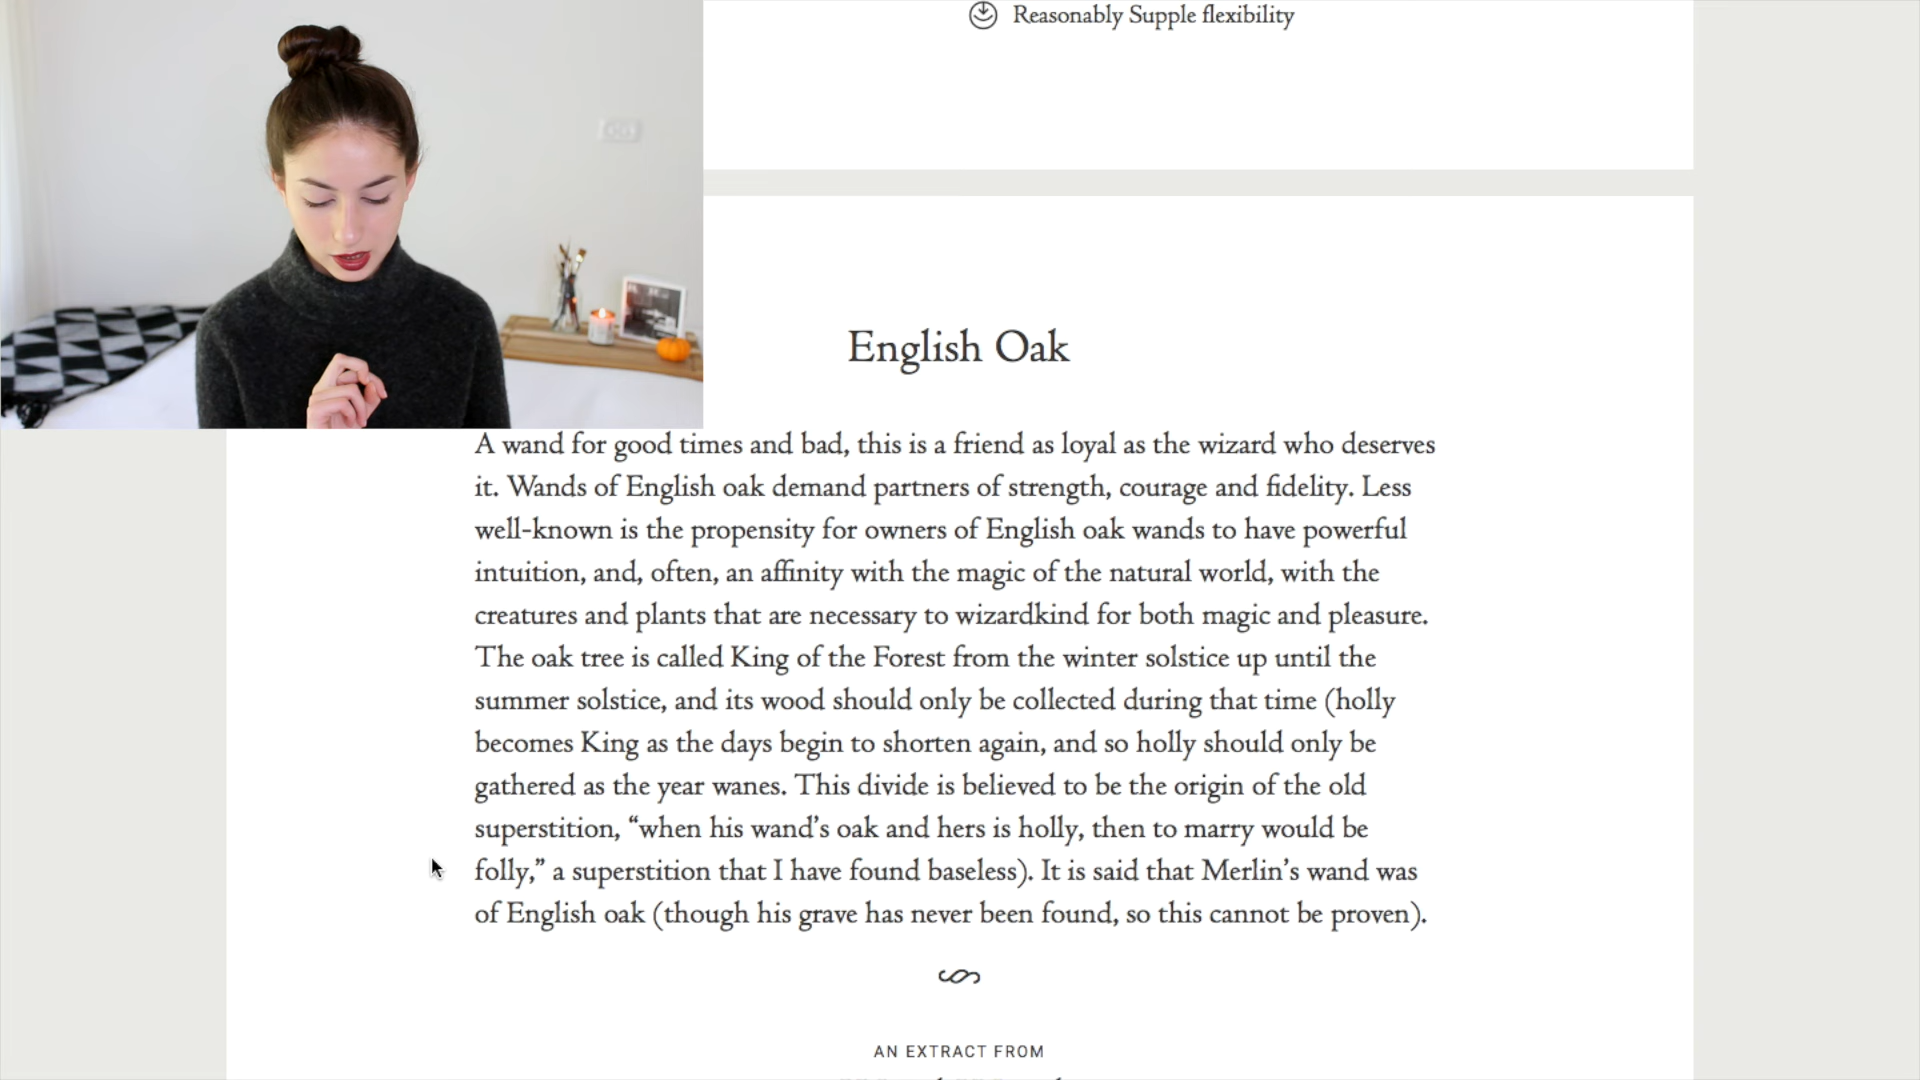 Reasonably Supple flexibility
English Oak
A wand for good times and bad, this is a friend as loyal as the wizard who deserves
it. Wands of English oak demand partners of strength, courage and fidelity. Less
well-known is the propensity for owners of English oak wands to have powerful
intuition, and, often, an affinity with the magic of the natural world, with the
creatures and plants that are necessary to wizardkind for both magic and pleasure.
The oak tree is called King of the Forest from the winter solstice up until the
summer solstice, and its wood should only be collected during that time (holly
becomes King as the days begin to shorten again, and so holly should only be
gathered as the year wanes. This divide is believed to be the origin of the old
superstition, “when his wand’s oak and hers is holly, then to marry would be
folly,” a superstition that I have found baseless). It is said that Merlin’s wand was
of English oak (though his grave has never been found, so this cannot be proven).
AN EXTRACT FROM